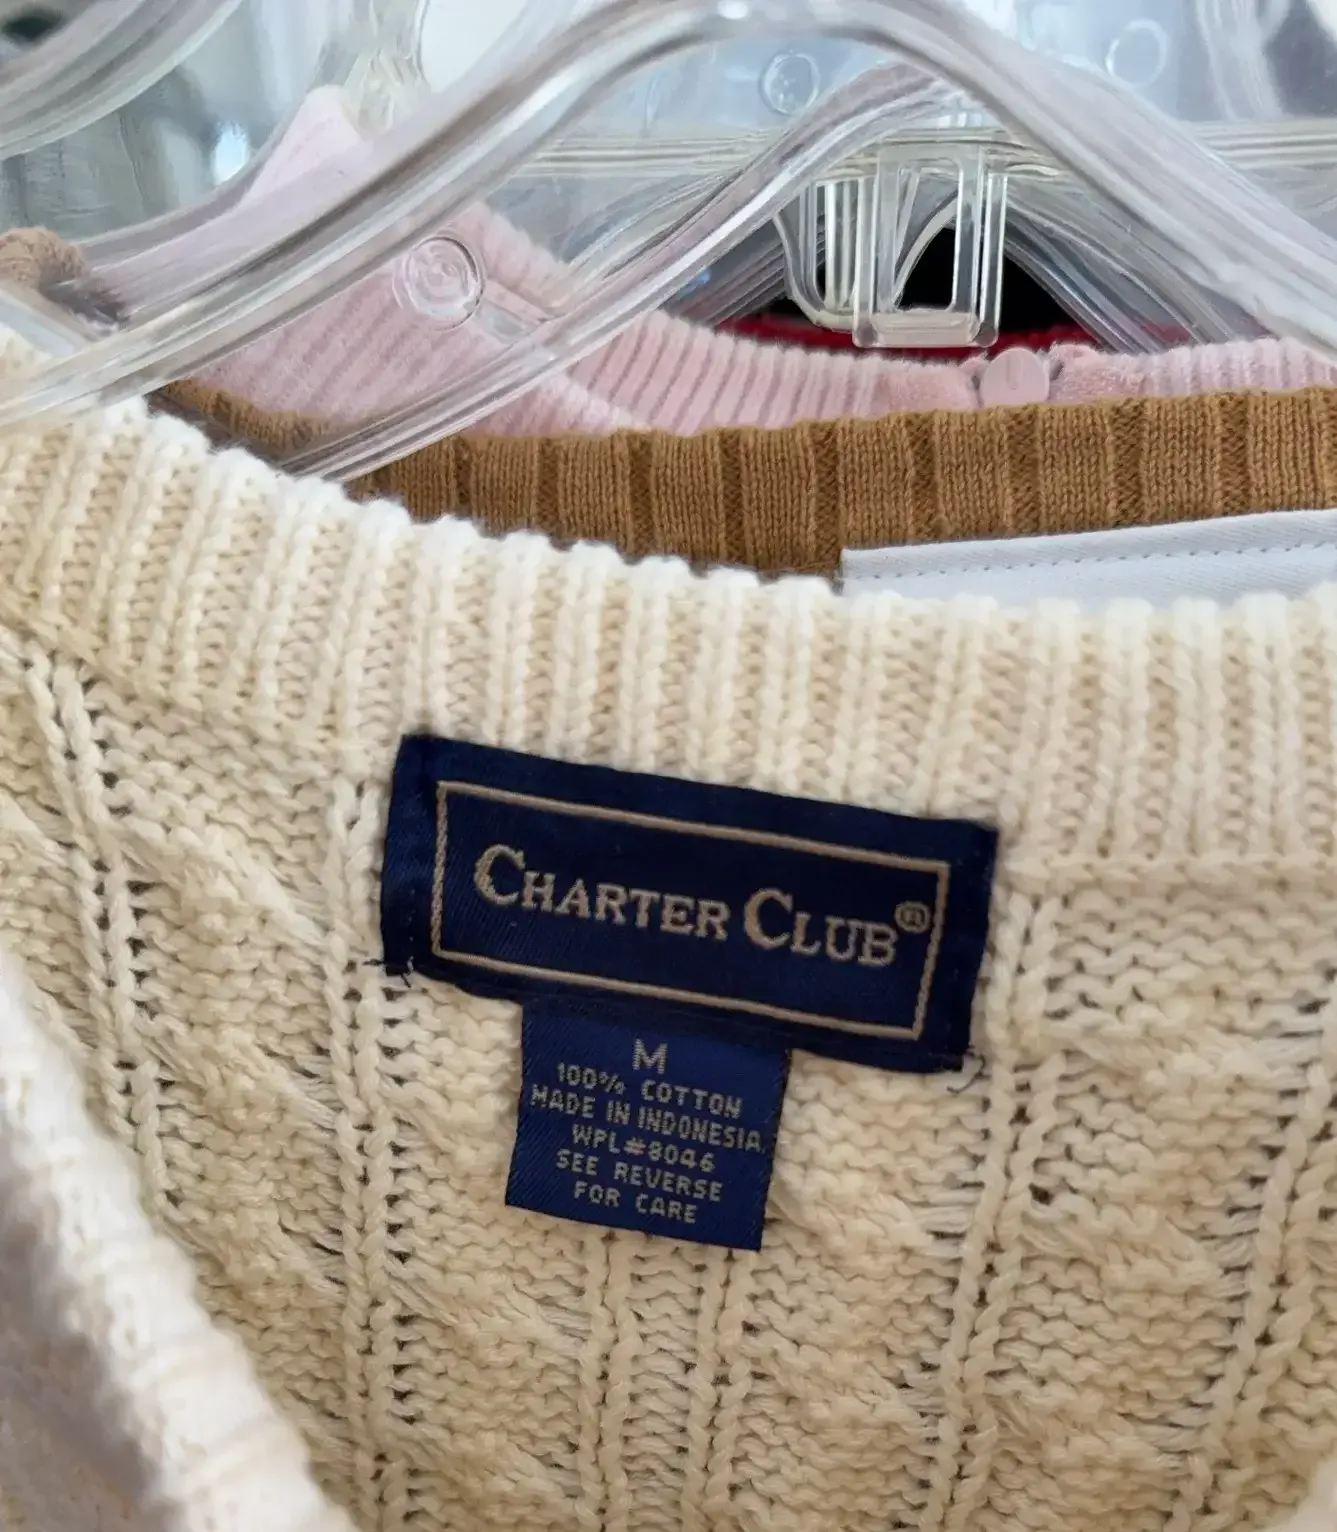 CHARTER CLUB®
M
100% COTTON
MADE IN INDONESIA
WPL#8046
SEE REVERSE
FOR CARE